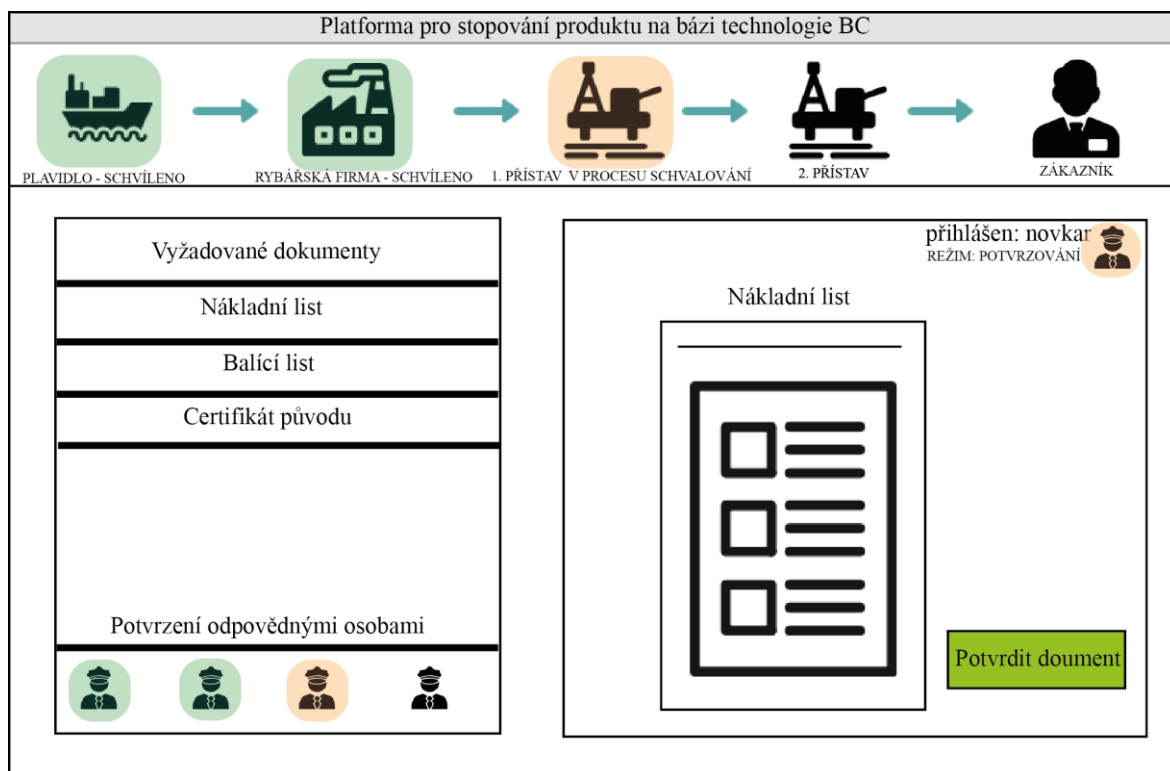 Platforma pro stopování produktu na bázi technologie BC
PLAVIDLO - SCHVÍLENO
RYBÁŘSKÁ FIRMA - SCHVÍLENO
1. PŘÍSTAV V PROCESU SCHVALOVÁNÍ
2. PŘÍSTAV
ZÁKAZNÍK
Vyžadované dokumenty
Nákladní list
Balící list
Certifikát původu
Potvrzení odpovědnými osobami
přihlášen: novkar
REŽIM: POTVRZOVÁNÍ
Nákladní list
Potvrdit doument